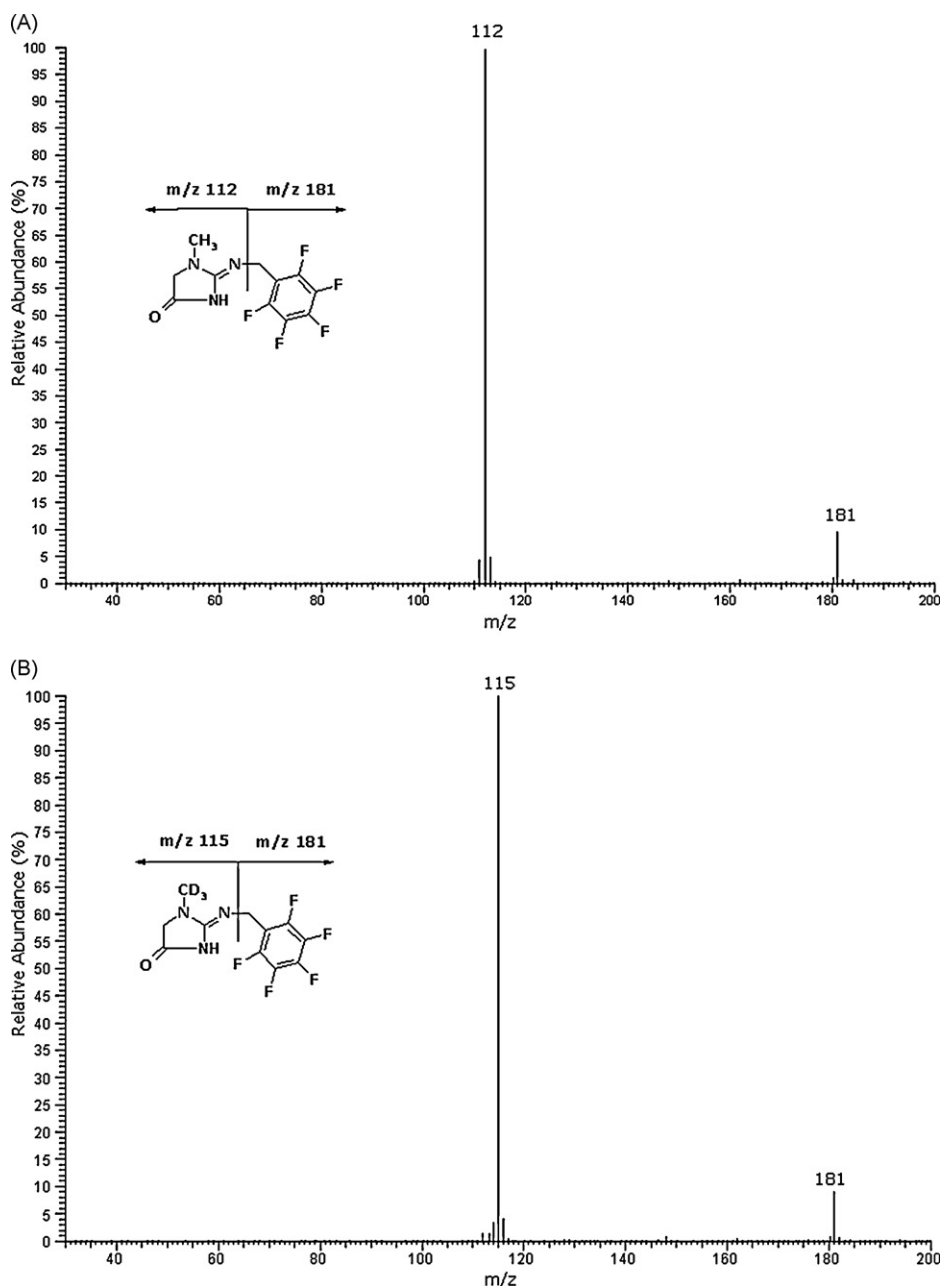 (A)
112
100
95
90
85
80
75
70
65
60
55
50
45
40
35
30
25
20
15
10
5
0
Relative Abundance (%)
m/z 112 m/z 181
CH3
N
N
NH
O
F
F
F
F
F
181
40 60 80 100 120 140 160 180 200
m/z
(B)
115
100
95
90
85
80
75
70
65
60
55
50
45
40
35
30
25
20
15
10
5
0
Relative Abundance (%)
m/z 115 m/z 181
CD3
N
N
NH
O
F
F
F
F
F
181
40 60 80 100 120 140 160 180 200
m/z